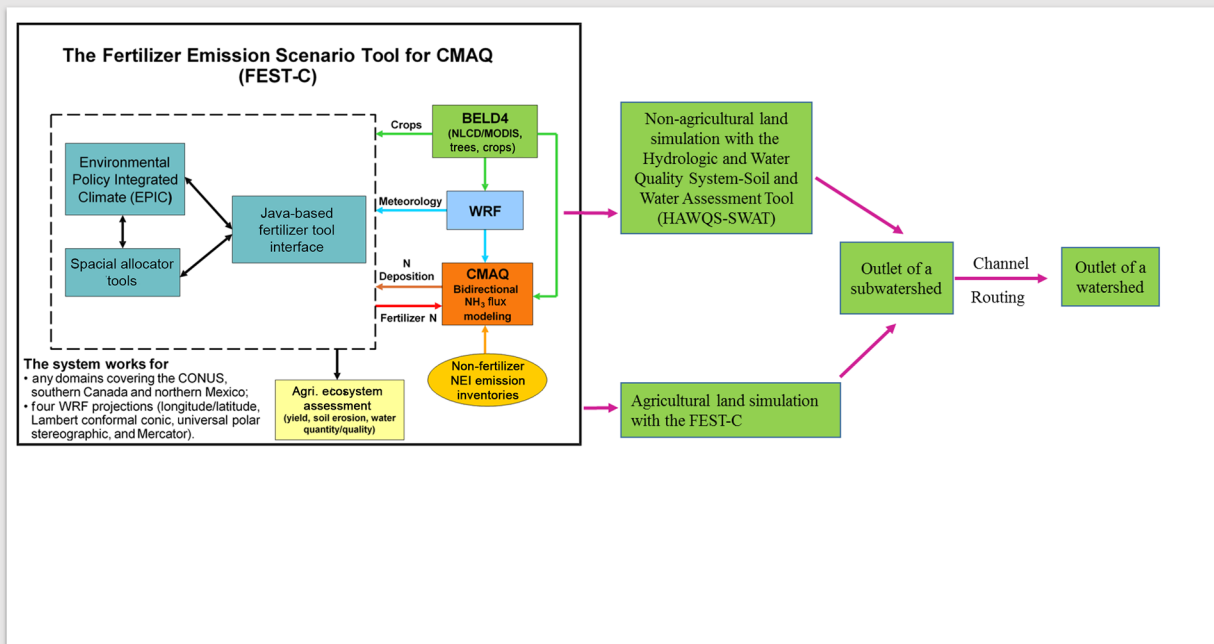 The Fertilizer Emission Scenario Tool for CMAQ
(FEST-C)
Environmental
Policy Integrated
Climate (EPIC)
Spacial allocator
tools
Java-based
fertilizer tool
interface
Crops
Meteorology
N
Deposition
Fertilizer N
BELD4
(NLCD/MODIS,
trees, crops)
WRF
CMAQ
Bidirectional
NH₃ flux
modeling
Non-fertilizer
NEI emission
inventories
The system works for
• any domains covering the CONUS,
southern Canada and northern Mexico;
• four WRF projections (longitude/latitude,
Lambert conformal conic, universal polar
stereographic, and Mercator).
Agri. ecosystem
assessment
(yield, soil erosion, water
quantity/quality)
Non-agricultural land
simulation with the
Hydrologic and Water
Quality System-Soil and
Water Assessment Tool
(HAWQS-SWAT)
Agricultural land simulation
with the FEST-C
Outlet of a
subwatershed
Channel
Routing
Outlet of a
watershed